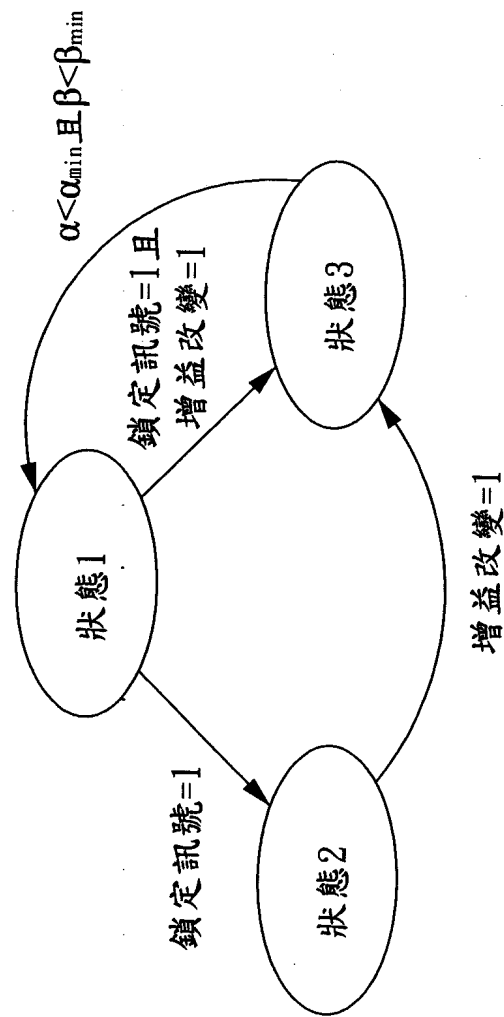 狀態1
鎖定訊號=1
鎖定訊號=1且
增益改變=1
α<αmin且β<βmin
狀態2
狀態3
增益改變=1